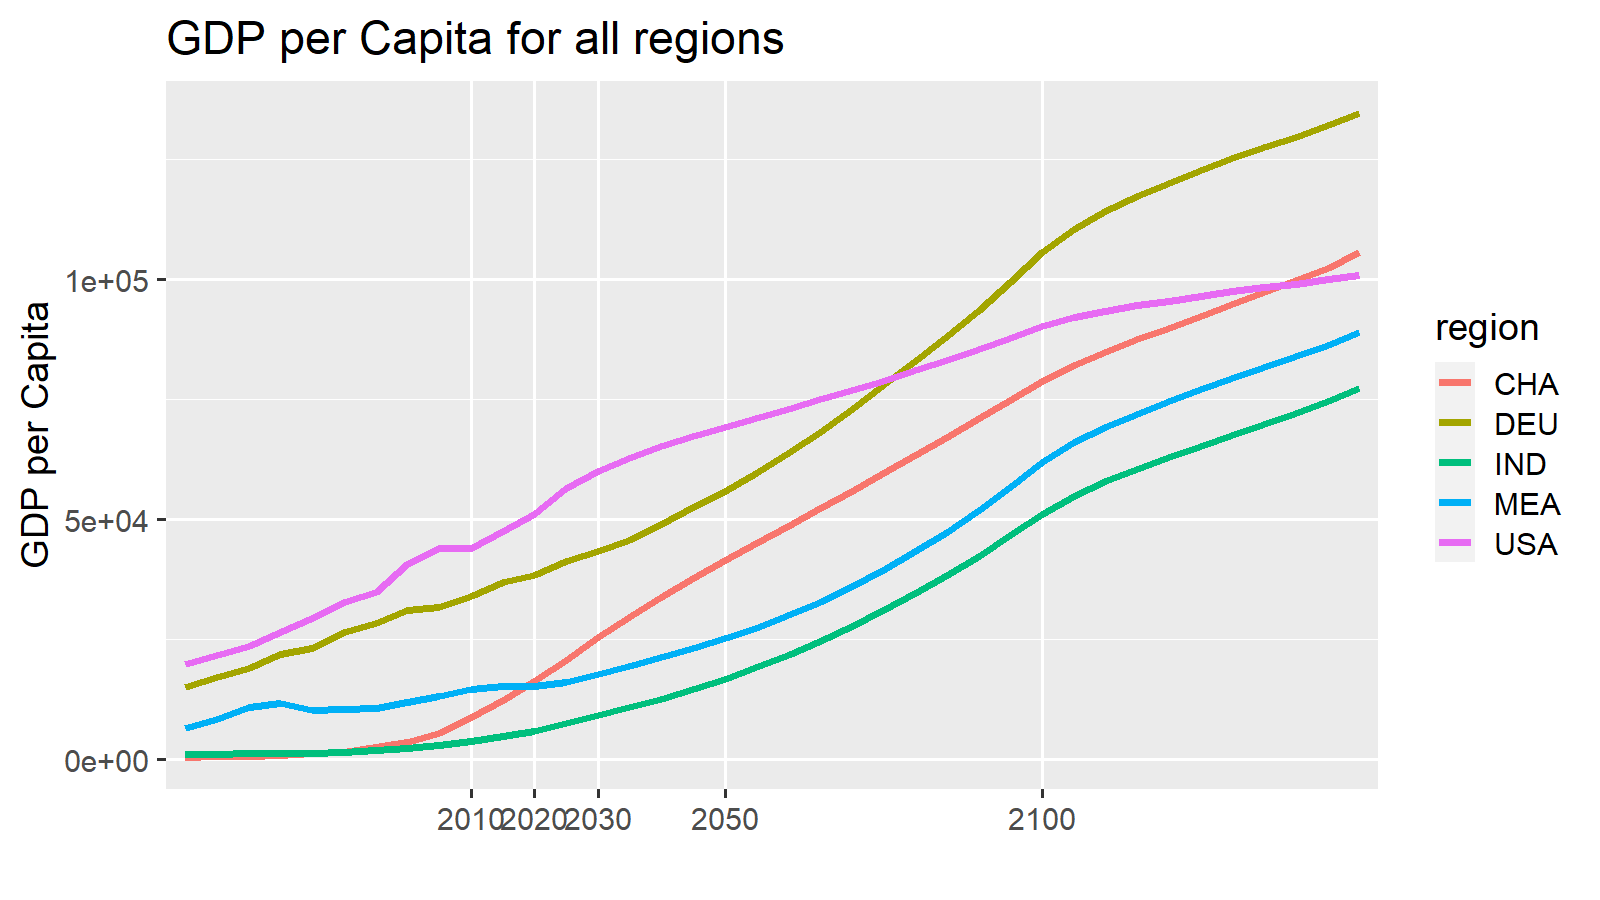 GDP per Capita for all regions
GDP per Capita
1e+05
5e+04
0e+00
2010 2020 2030 2050 2100
region
CHA
DEU
IND
MEA
USA